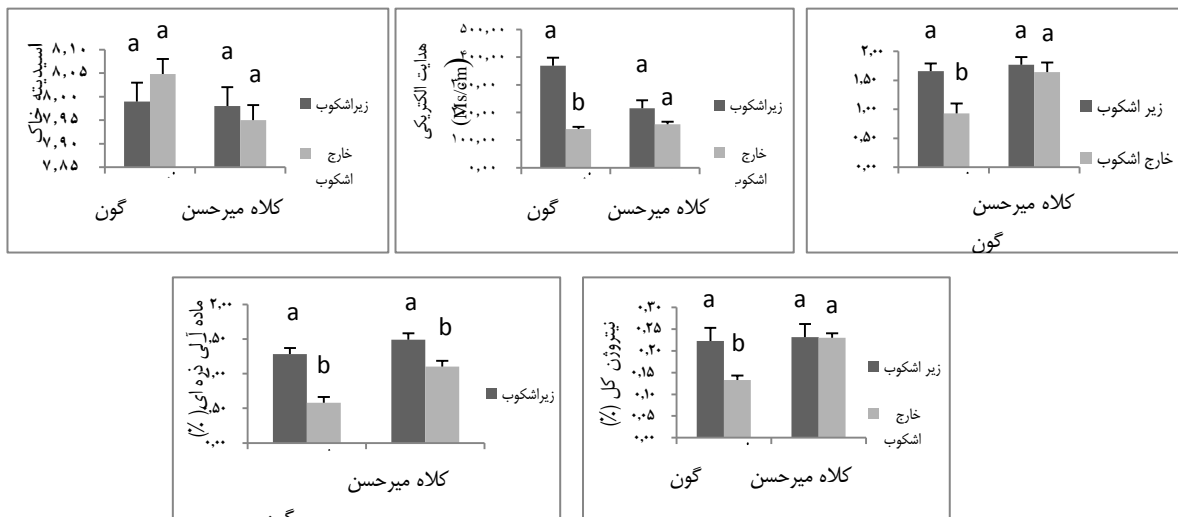 a a a a
اسیدیته خاک
۸,۱۰
۸,۰۵
۸,۰۰
۷,۹۵
۷,۹۰
۷,۸۵
زیراشکوب
خارج
اشکوب
گون
کلاه میرحسن
a b a a
هدایت الکتریکی
(Ms/cm)
۵۰۰,۰۰
۰۰,۰۰
۰,۰۰
زیراشکوب
خارج
اشکوب
گون
کلاه میرحسن
a b a a
۲,۰۰
۱,۵۰
۱,۰۰
۰,۵۰
۰,۰۰
زیر اشکوب
خارج اشکوب
کلاه میرحسن
گون
a b a b
ماده آلی ذره ای( ٪)
۲,۰۰
۰,۰۰
زیراشکوب
کلاه میرحسن
a b a a
نیتروژن کل (٪)
۰,۳۰
۰,۲۵
۰,۲۰
۰,۱۵
۰,۱۰
۰,۰۵
۰,۰۰
زیر اشکوب
خارج
اشکوب
گون
کلاه میرحسن